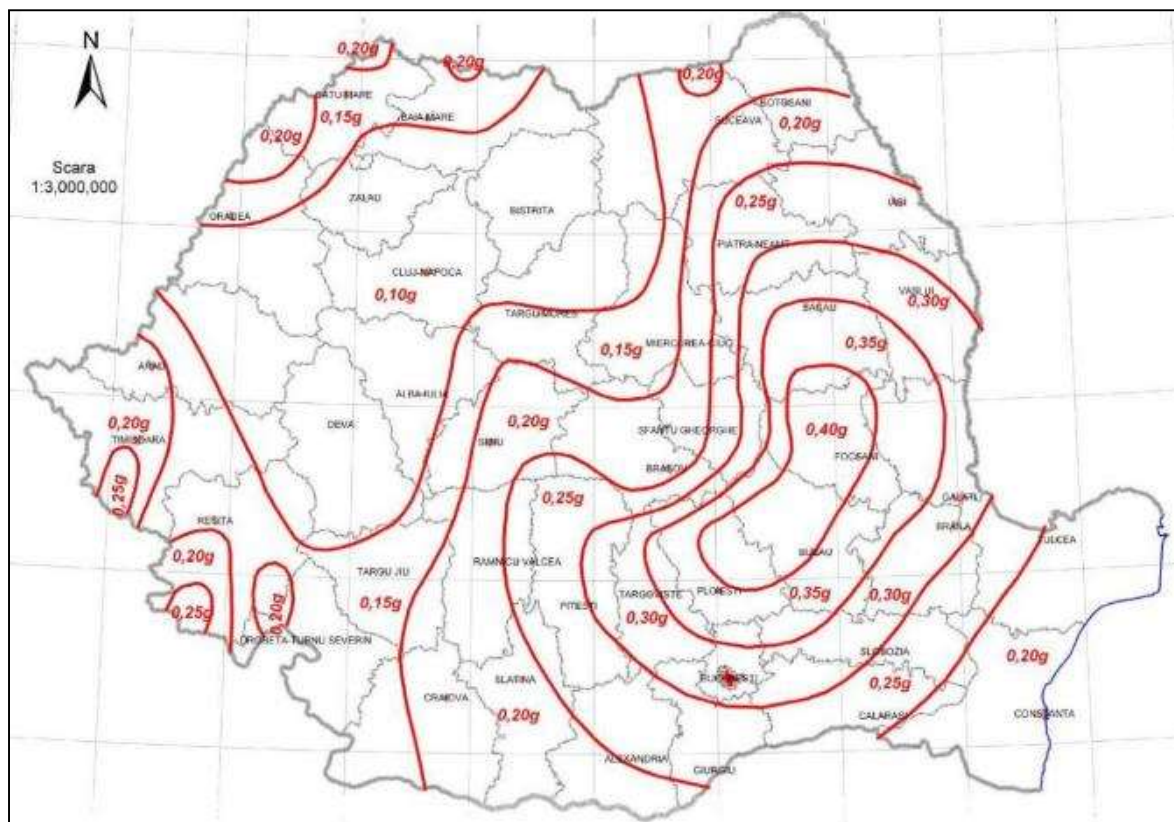 0,20g
N
0,20g
0,20g
SATU-MARE
BOTOSANI
0,15g
BAIA-MARE
SUCEAVA
0,20g
0,20g
Scara
1:3,000,000
ZALAU
BISTRITA
0,25g
IASI
ORADEA
PIATRA-NEAMT
CLUJ-NAPOCA
VASLUI
0,10g
0,30g
TARGU-MURES
BACAU
0,15g
MIERCUREA-CIUC
0,35g
ARAD
ALBA-IULIA
0,20g
DEVA
0,20g
SFANTU GHEORGHE
0,40g
TIMISOARA
SIBIU
FOCSANI
BRASOV
0,25g
0,25g
GALATI
RESITA
BRAILA
TULCEA
0,20g
TARGU JIU
RAMNICU VALCEA
BUZAU
0,25g
0,20g
0,15g
PITESTI
TARGOVISTE
PLOIESTI
0,35g
0,30g
0,30g
DROBETA-TURNU SEVERIN
SLOBOZIA
0,20g
SLATINA
BUCURESTI
0,25g
CRAIOVA
0,20g
CALARASI
CONSTANTA
ALEXANDRIA
GIURGIU